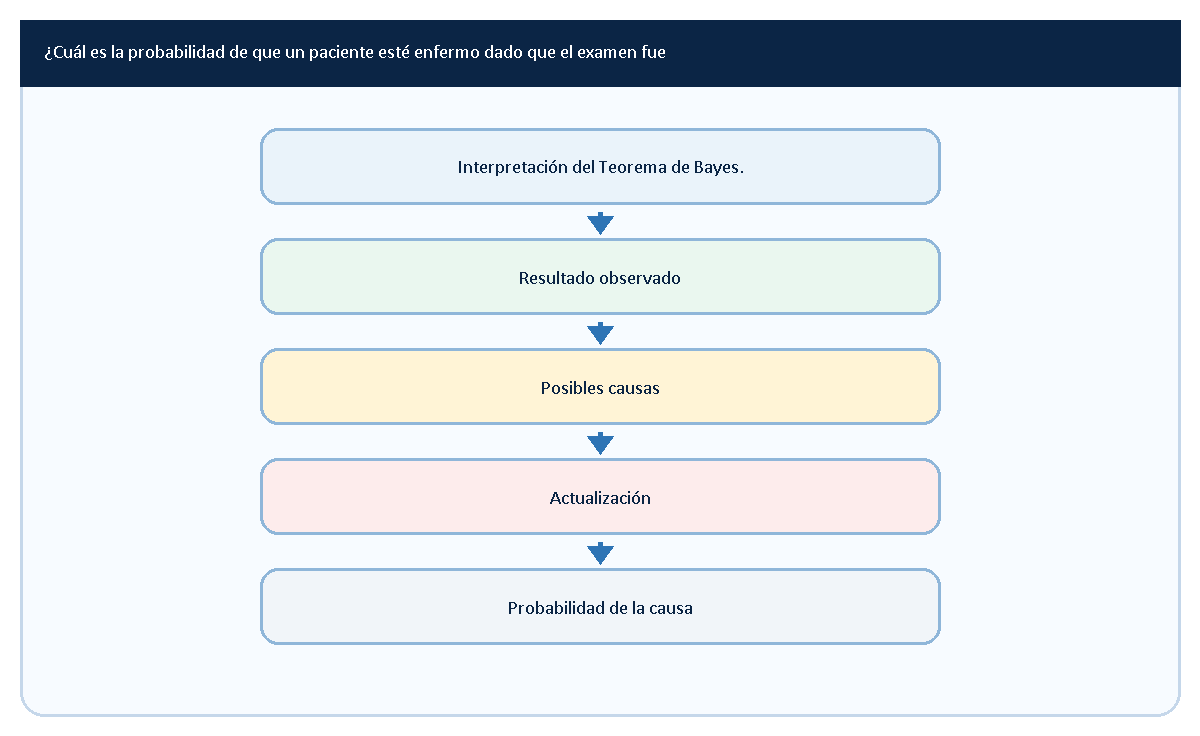 ¿Cuál es la probabilidad de que un paciente esté enfermo dado que el examen fue
Interpretación del Teorema de Bayes.
Resultado observado
Posibles causas
Actualización
Probabilidad de la causa